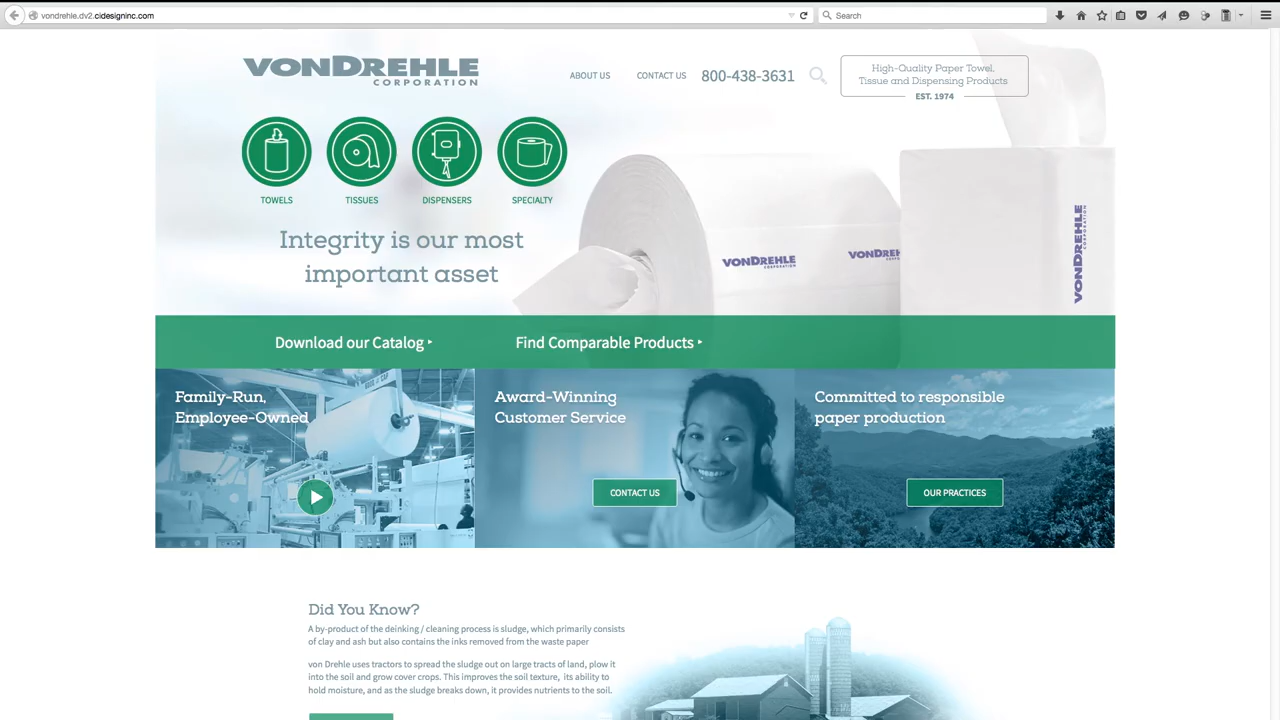 vondrehle.dv2.cidesigninc.com
Search
VONDREHLE
CORPORATION
ABOUT US
CONTACT US
800-438-3631
High-Quality Paper Towel,
Tissue and Dispensing Products
EST. 1974
TOWELS
TISSUES
DISPENSERS
SPECIALTY
Integrity is our most
important asset
VONDREHLE
CORPORATION
VONDREH
VONDREHLE
CORPORATION
Download our Catalog
Find Comparable Products
Family-Run,
Employee-Owned
Award-Winning
Customer Service
CONTACT US
Committed to responsible
paper production
OUR PRACTICES
Did You Know?
A by-product of the deinking / cleaning process is sludge, which primarily consists
of clay and ash but also contains the inks removed from the waste paper
von Drehle uses tractors to spread the sludge out on large tracts of land, plow it
into the soil and grow cover crops. This improves the soil texture, its ability to
hold moisture, and as the sludge breaks down, it provides nutrients to the soil.